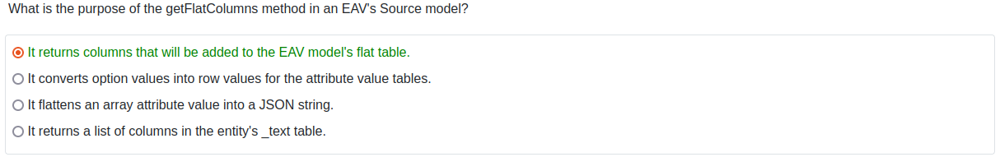 What is the purpose of the getFlatColumns method in an EAV's Source model?
It returns columns that will be added to the EAV model's flat table.
It converts option values into row values for the attribute value tables.
It flattens an array attribute value into a JSON string.
It returns a list of columns in the entity's _text table.